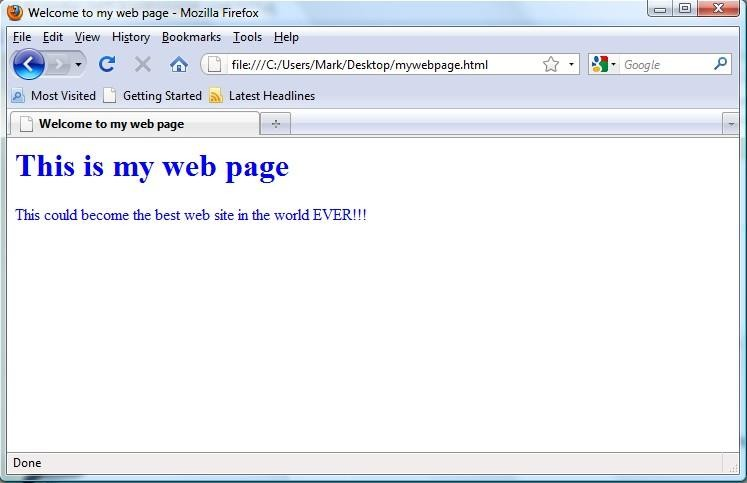 Welcome to my web page - Mozilla Firefox
File Edit View History Bookmarks Tools Help
file:///C:/Users/Mark/Desktop/mywebpage.html Google
Most Visited Getting Started Latest Headlines
Welcome to my web page
This is my web page
This could become the best web site in the world EVER!!!
Done